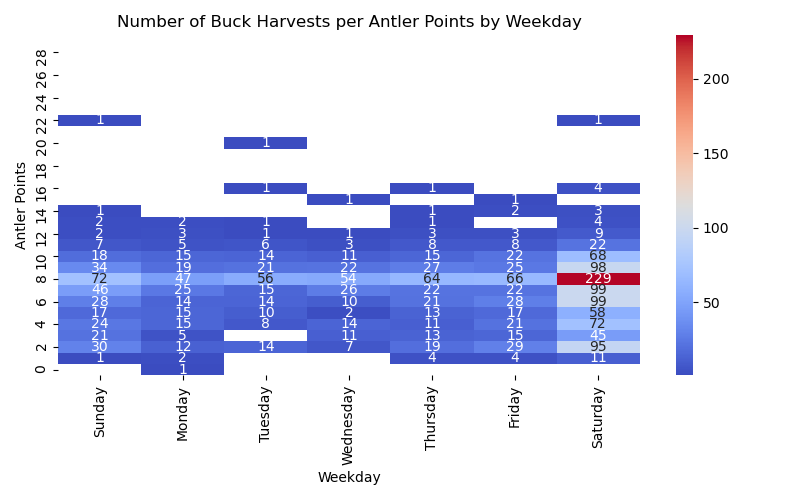 Number of Buck Harvests per Antler Points by Weekday
Antler Points
28
26
24
22 1 1
20 1
18
16 1 1 4
1 1
14 1 1 2 3
2 2 1 1 4
12 2 3 1 1 3 3 9
7 5 6 3 8 8 22
10 18 15 14 11 15 22 68
34 19 21 22 27 25 98
8 72 47 56 54 64 66 229
46 25 15 26 22 22 99
6 28 14 14 10 21 28 99
17 15 10 2 13 17 58
4 24 15 8 14 11 21 72
21 5 11 13 15 45
2 30 12 14 7 19 29 95
1 2 4 4 11
0 1
Sunday Monday Tuesday Wednesday Thursday Friday Saturday
Weekday
200
150
100
50